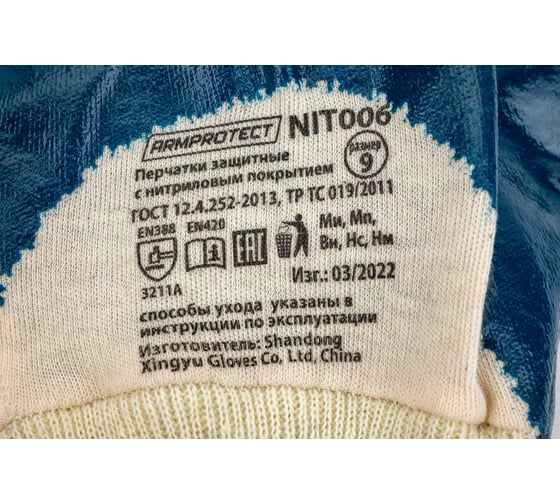 ARMPROTECT NIT006
Перчатки защитные
с нитриловым покрытием
размер
9
ГОСТ 12.4.252-2013, ТР ТС 019/2011
EN388 EN420
EAC
Ми, Мп,
Вн, Нс, Нм
3211A
Изг.: 03/2022
способы ухода указаны в
инструкции по эксплуатации
Изготовитель: Shandong
Xingyu Gloves Co, Ltd, China